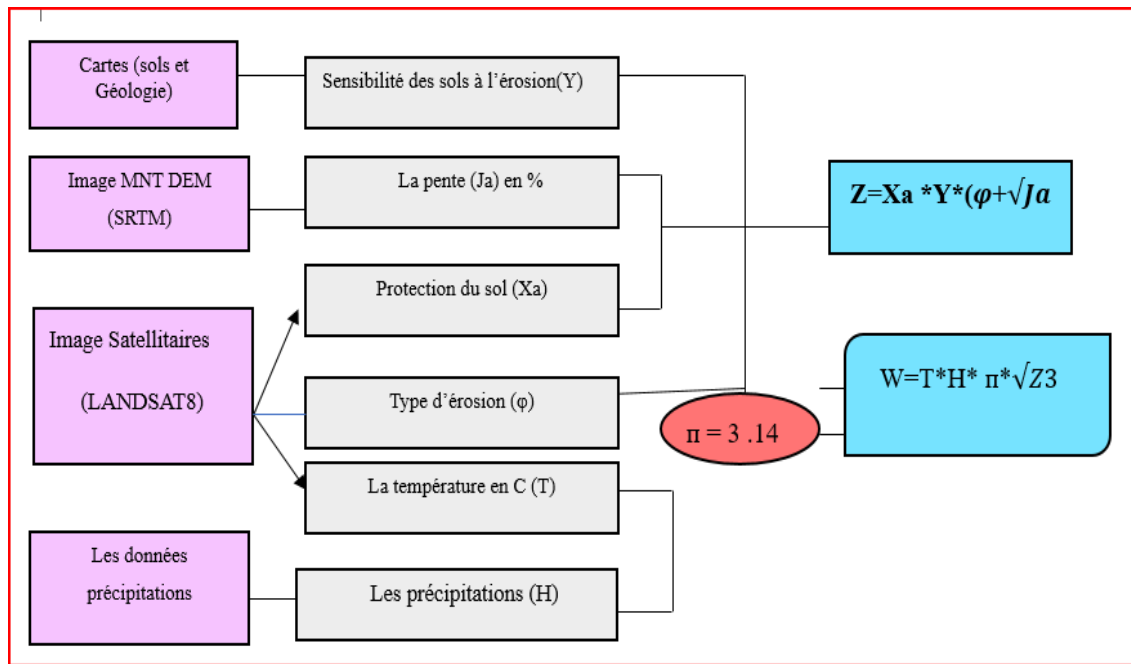 Cartes (sols et
Géologie)
Sensibilité des sols à l’érosion(Y)
Image MNT DEM
(SRTM)
La pente (Ja) en %
Z=Xa *Y*(φ+√Ja
Protection du sol (Xa)
Image Satellitaires
(LANDSAT8)
Type d’érosion (φ)
W=T*H* π*√Z3
π = 3 .14
La température en C (T)
Les données
précipitations
Les précipitations (H)